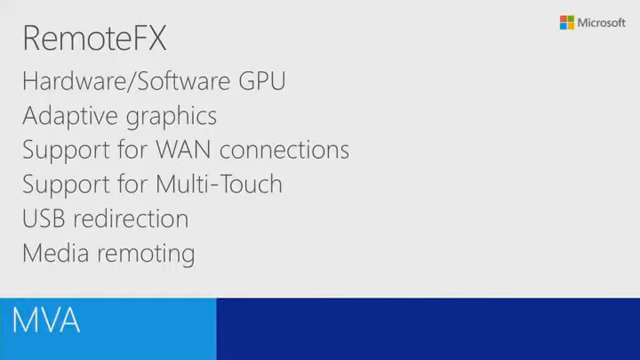 Microsoft
RemoteFX
Hardware/Software GPU
Adaptive graphics
Support for WAN connections
Support for Multi-Touch
USB redirection
Media remoting
MVA